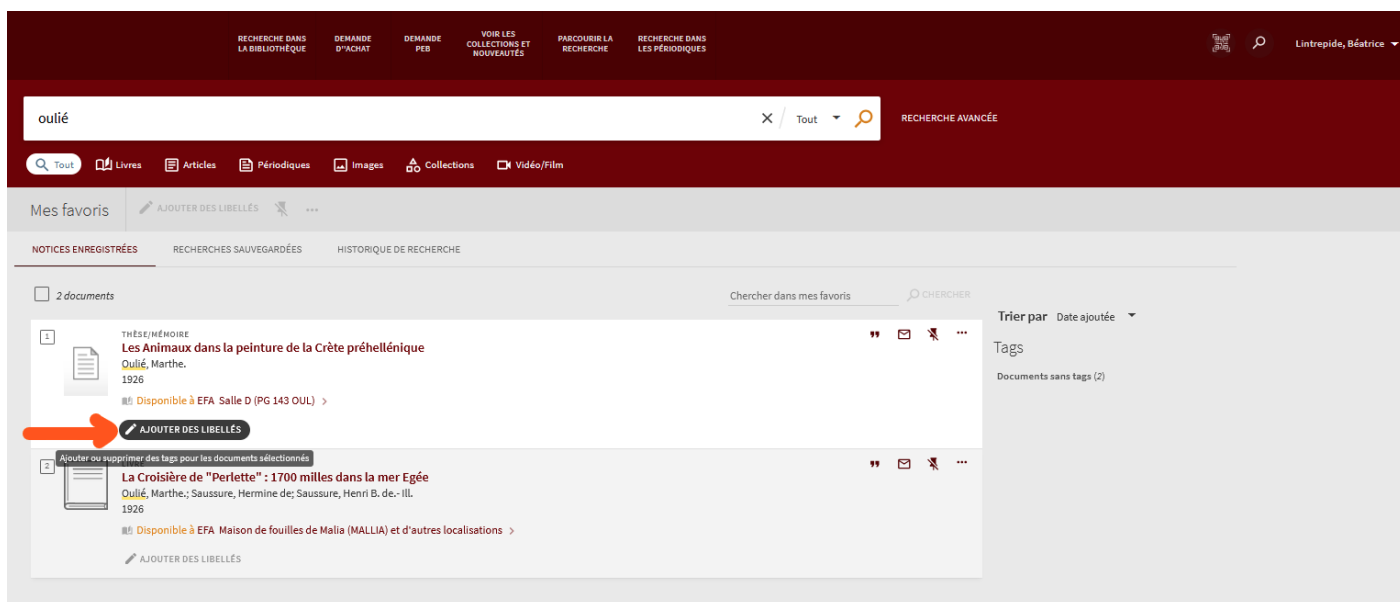 RECHERCHE DANS
LA BIBLIOTHÈQUE
DEMANDE
D"ACHAT
DEMANDE
PEB
VOIR LES
COLLECTIONS ET
NOUVEAUTÉS
PARCOURIR LA
RECHERCHE
RECHERCHE DANS
LES PÉRIODIQUES
Lintrepide, Béatrice
oulié
Tout
RECHERCHE AVANCÉE
Tout
Livres
Articles
Périodiques
Images
Collections
Vidéo/Film
Mes favoris
AJOUTER DES LIBELLÉS
NOTICES ENREGISTRÉES
RECHERCHES SAUVEGARDÉES
HISTORIQUE DE RECHERCHE
2 documents
Chercher dans mes favoris
CHERCHER
Trier par Date ajoutée
Tags
Documents sans tags (2)
1
THÈSE/MÉMOIRE
Les Animaux dans la peinture de la Crète préhellénique
Oulié, Marthe.
1926
Disponible à EFA Salle D (PG 143 OUL)
AJOUTER DES LIBELLÉS
Ajouter ou supprimer des tags pour les documents sélectionnés
2
La Croisière de "Perlette" : 1700 milles dans la mer Egée
Oulié, Marthe.; Saussure, Hermine de; Saussure, Henri B. de.- Ill.
1926
Disponible à EFA Maison de fouilles de Malia (MALLIA) et d'autres localisations
AJOUTER DES LIBELLÉS